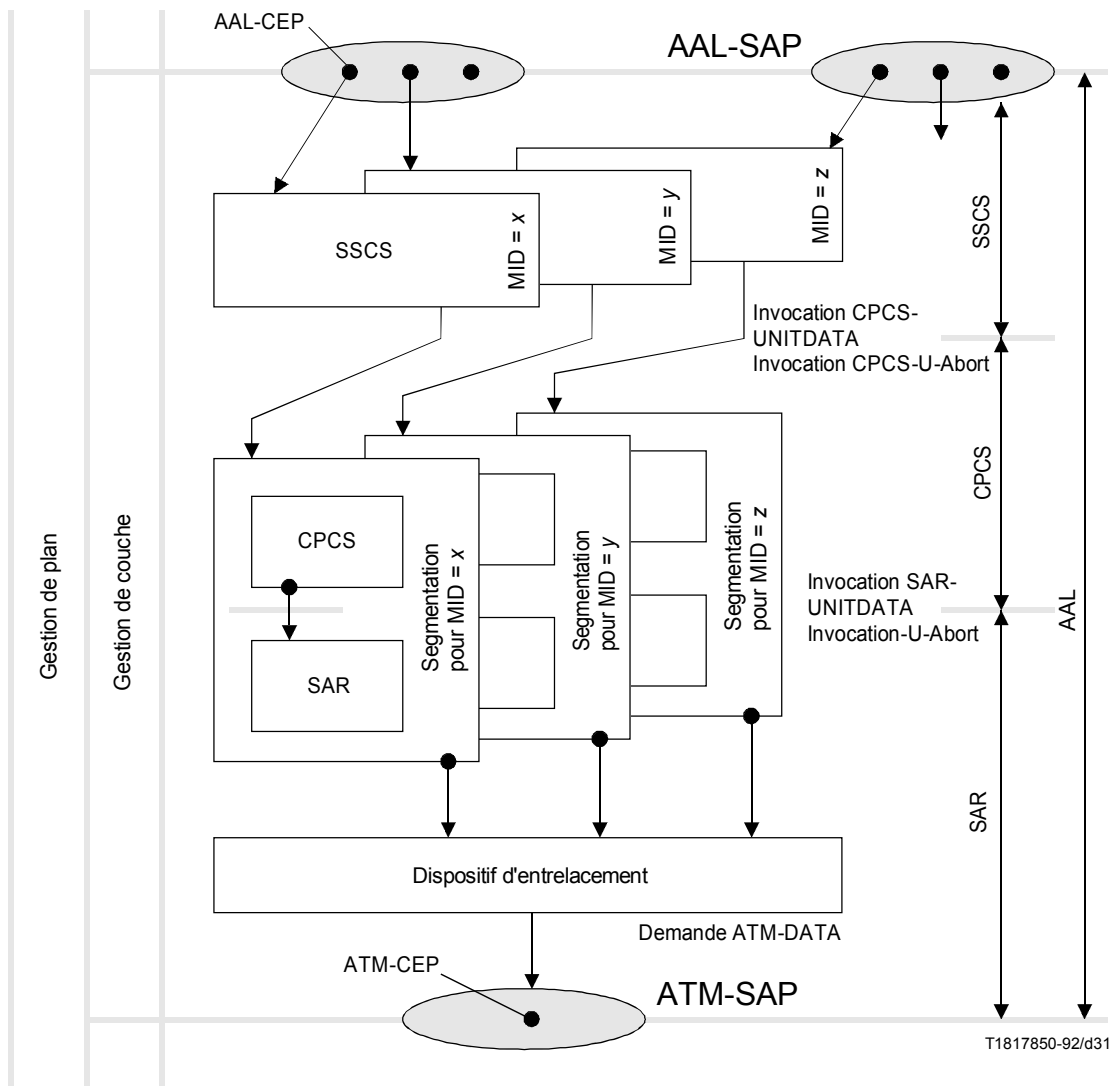 AAL-CEP
AAL-SAP
MID = z
MID = y
SSCS
MID = x
SSCS
Invocation CPCS-
UNITDATA
Invocation CPCS-U-Abort
CPCS
Segmentation
pour MID = x
Segmentation
pour MID = y
Segmentation
pour MID = z
CPCS
Gestion de plan
Gestion de couche
Invocation SAR-
UNITDATA
Invocation-U-Abort
AAL
SAR
SAR
Dispositif d'entrelacement
Demande ATM-DATA
ATM-CEP
ATM-SAP
T1817850-92/d31